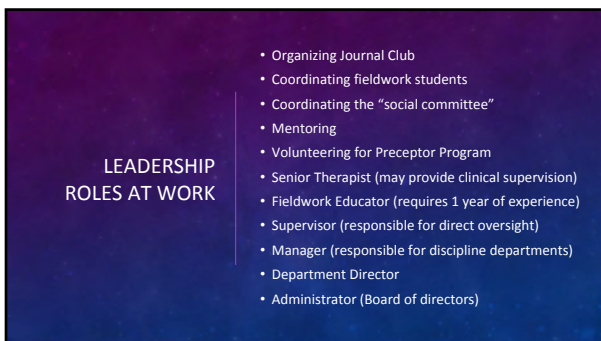 LEADERSHIP
ROLES AT WORK
• Organizing Journal Club
• Coordinating fieldwork students
• Coordinating the “social committee”
• Mentoring
• Volunteering for Preceptor Program
• Senior Therapist (may provide clinical supervision)
• Fieldwork Educator (requires 1 year of experience)
• Supervisor (responsible for direct oversight)
• Manager (responsible for discipline departments)
• Department Director
• Administrator (Board of directors)